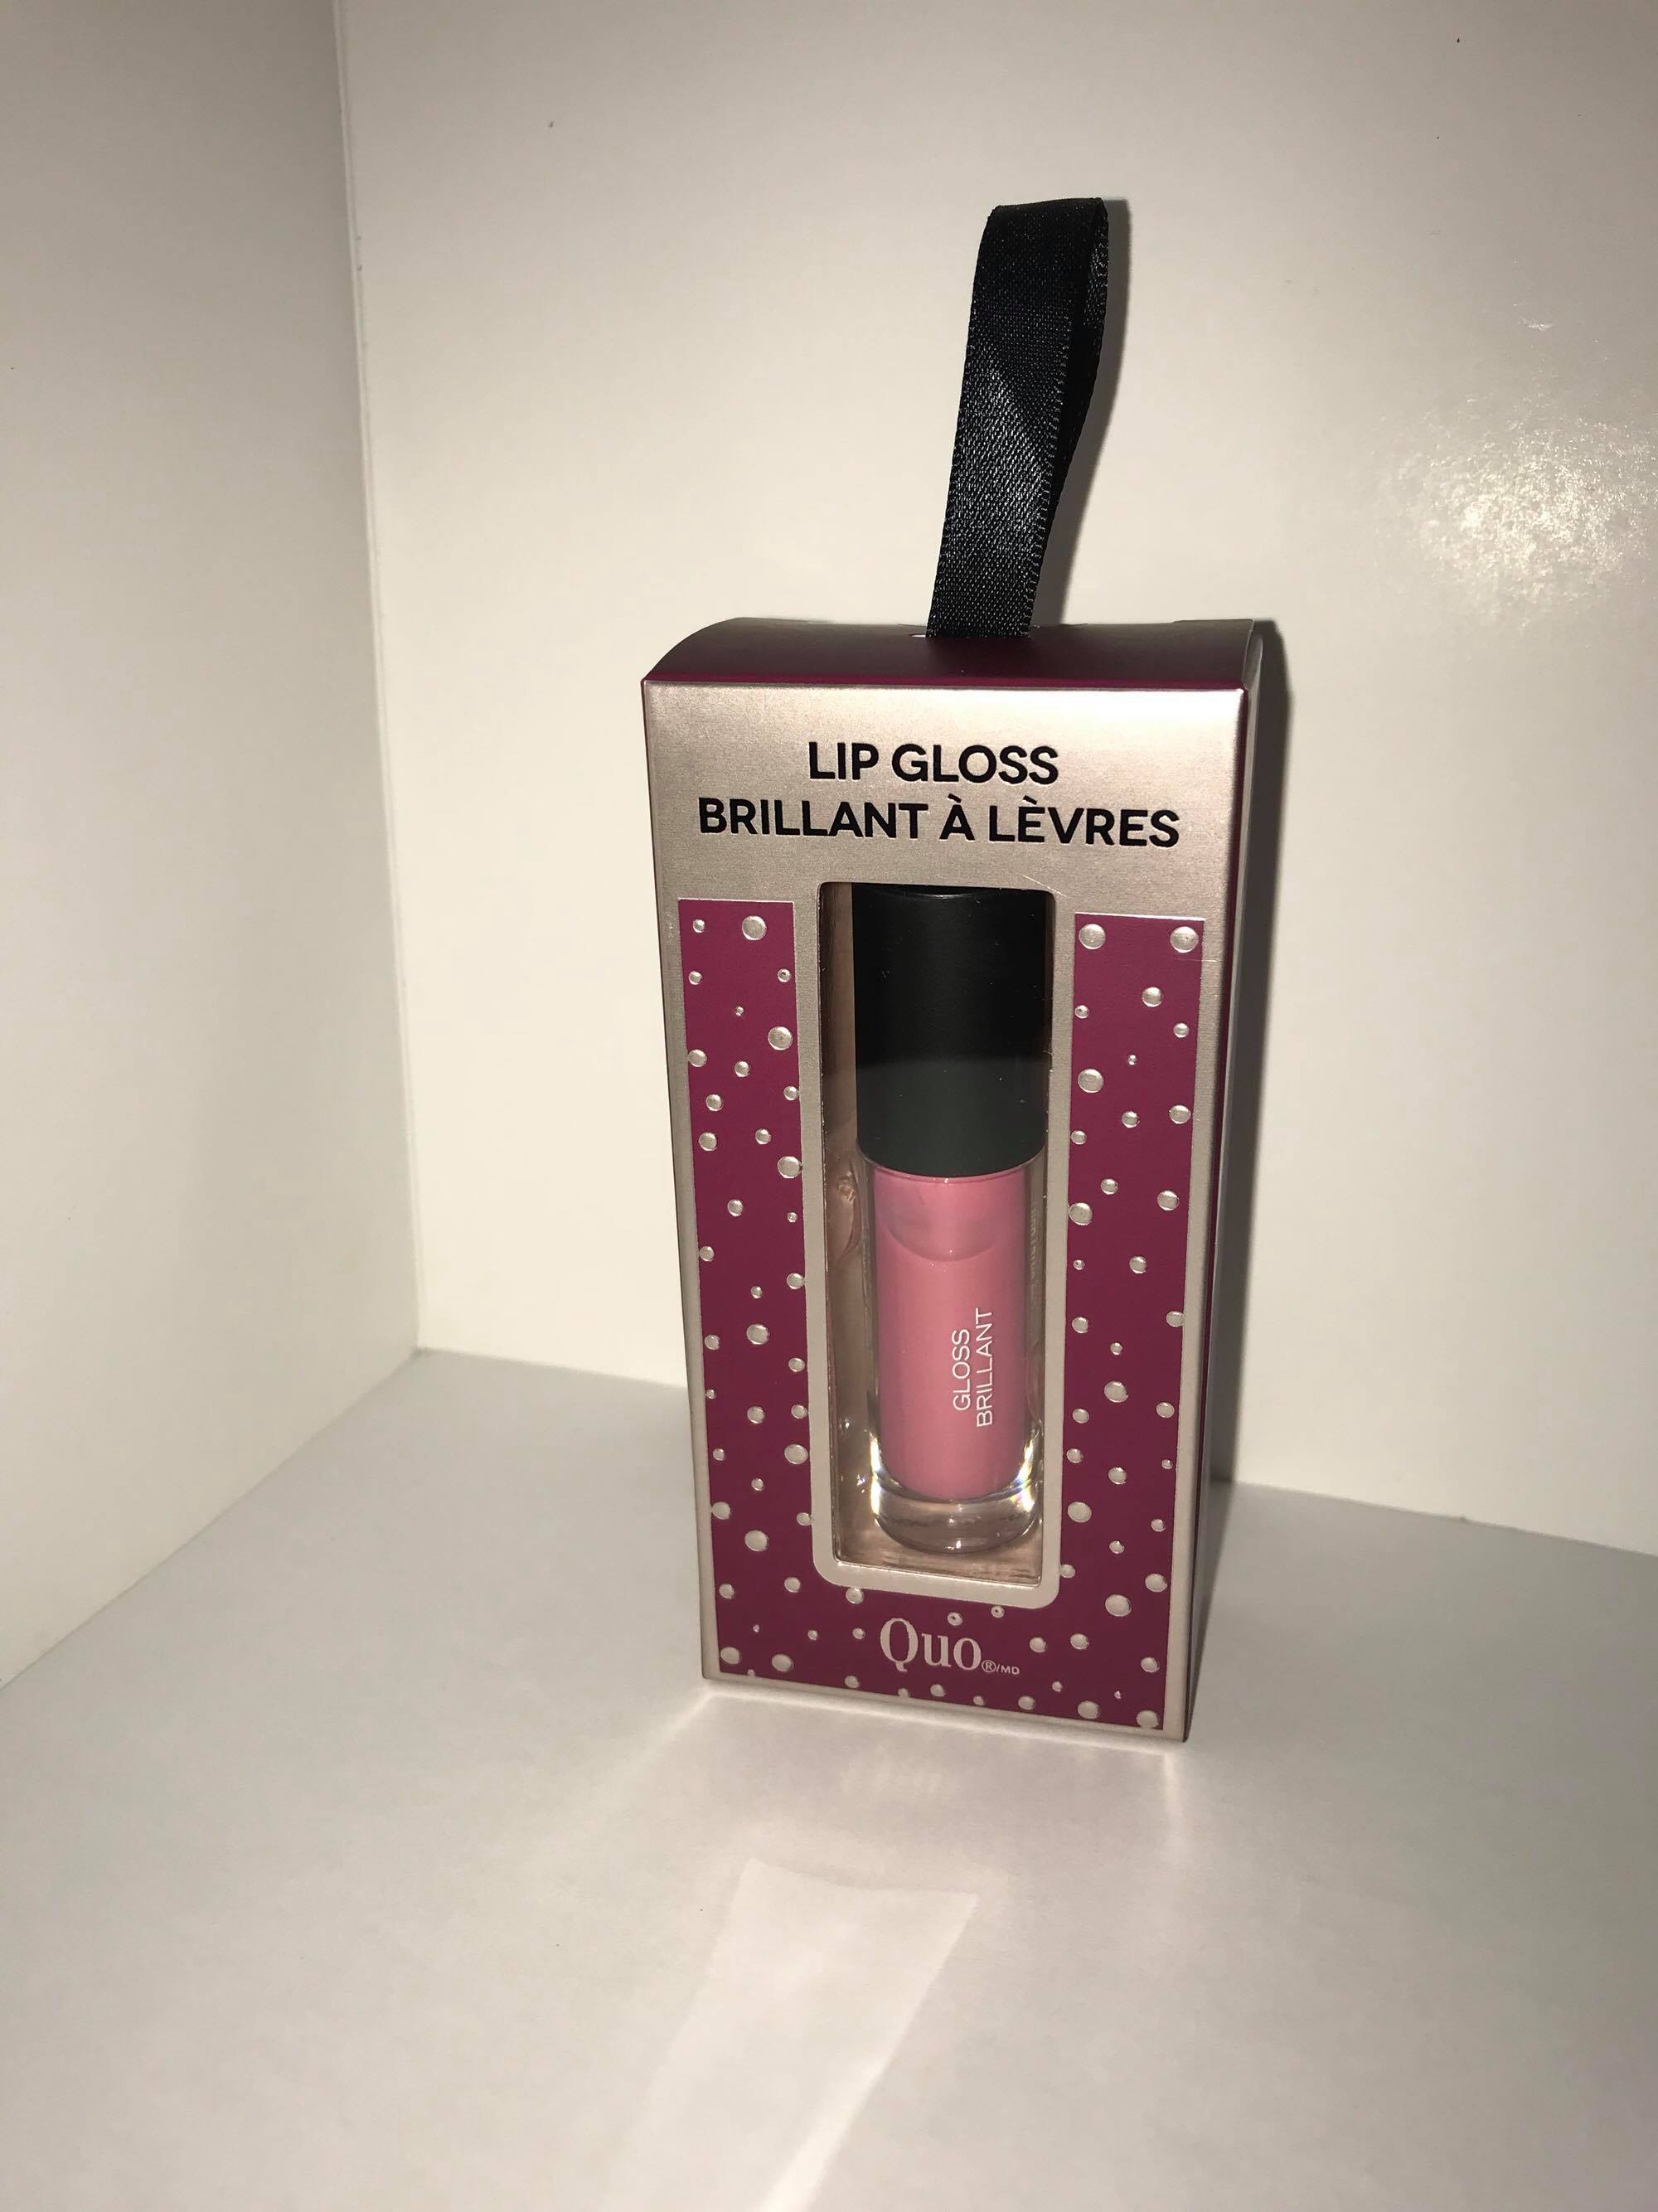 LIP GLOSS
BRILLANT À LÈVRES
GLOSS
BRILLANT
Quo®/MD